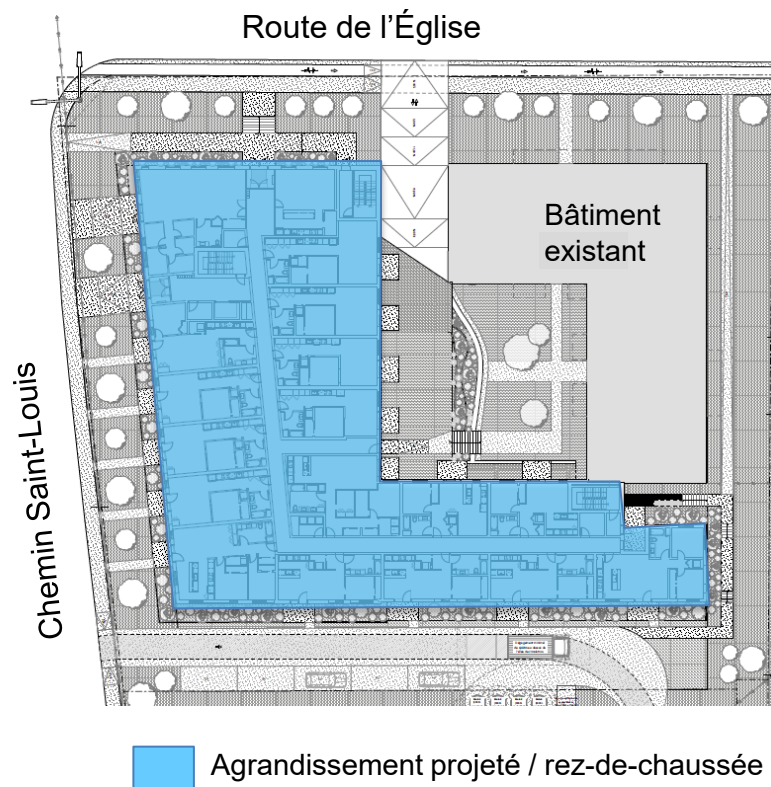 Route de l’Église
Bâtiment
existant
Chemin Saint-Louis
Agrandissement projeté / rez-de-chaussée